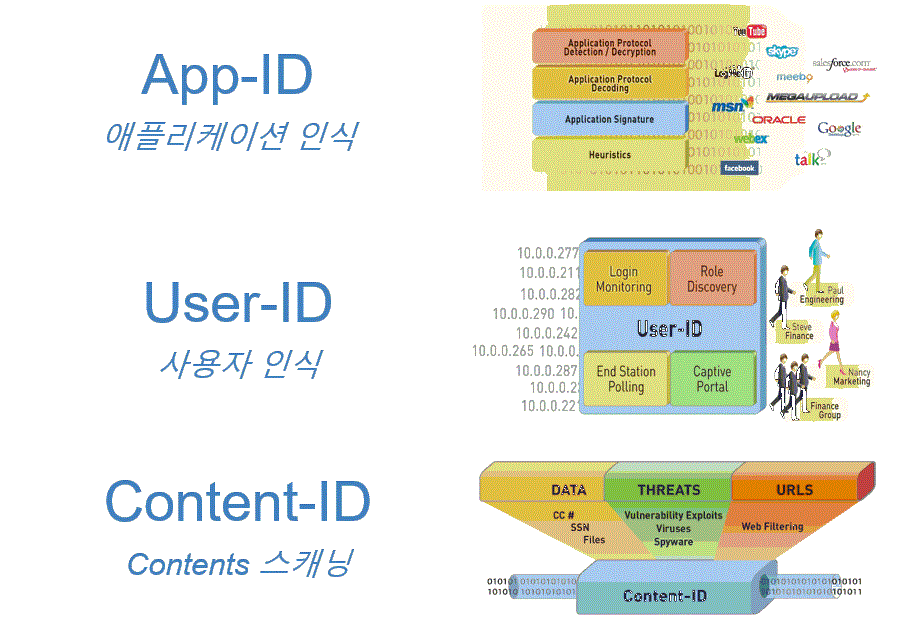 App-ID
애플리케이션 인식
Application Protocol
Detection / Decryption
Application Protocol
Decoding
Application Signature
Heuristics
YouTube
skype
salesforce.com
LogMeIn
meebo
MEGAUPLOAD
msn
ORACLE
webex
Google
talk
facebook
User-ID
사용자 인식
10.0.0.277
10.0.0.211
10.0.0.282
10.0.0.290 10.
10.0.0.242
10.0.0.265 10.0.0.
10.0.0.287
10.0.0.2
10.0.0.22
Login
Monitoring
Role
Discovery
User-ID
End Station
Polling
Captive
Portal
Paul
Engineering
Steve
Finance
Nancy
Marketing
Finance
Group
Content-ID
Contents 스캐닝
DATA
THREATS
URLS
CC #
SSN
Files
Vulnerability Exploits
Viruses
Spyware
Web Filtering
Content-ID